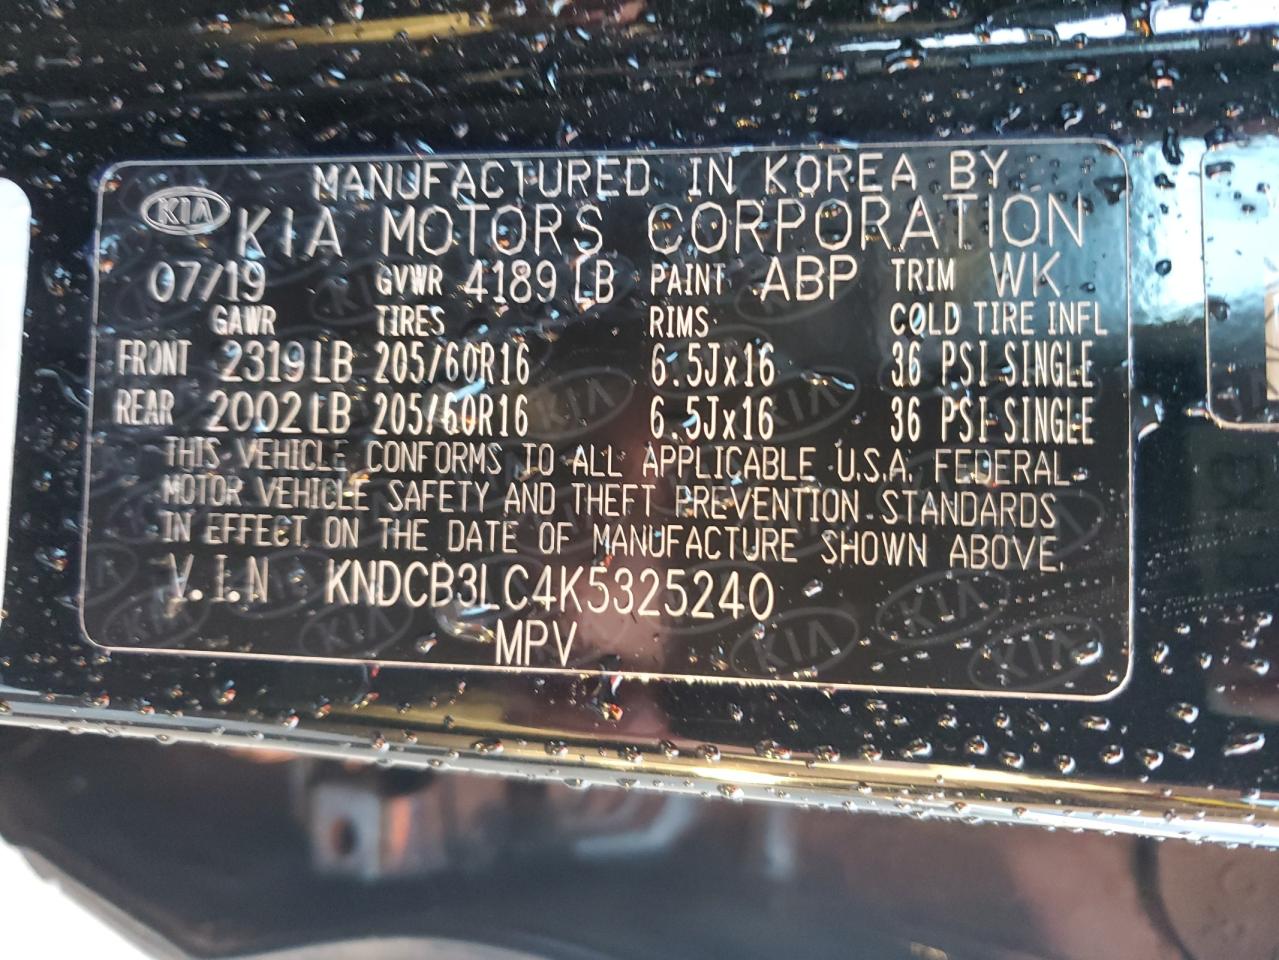 MANUFACTURED IN KOREA BY
KIA KIA MOTORS CORPORATION
07/19 GVWR 4189 LB PAINT ABP TRIM WK
GAWR TIRES RIMS COLD TIRE INFL
FRONT 2319 LB 205/60R16 6.5Jx16 36 PSI SINGLE
REAR 2002 LB 205/60R16 6.5Jx16 36 PSI SINGLE
THIS VEHICLE CONFORMS TO ALL APPLICABLE U.S.A. FEDERAL
MOTOR VEHICLE SAFETY AND THEFT PREVENTION STANDARDS
IN EFFECT ON THE DATE OF MANUFACTURE SHOWN ABOVE.
V.I.N KNDCB3LC4K5325240
MPV